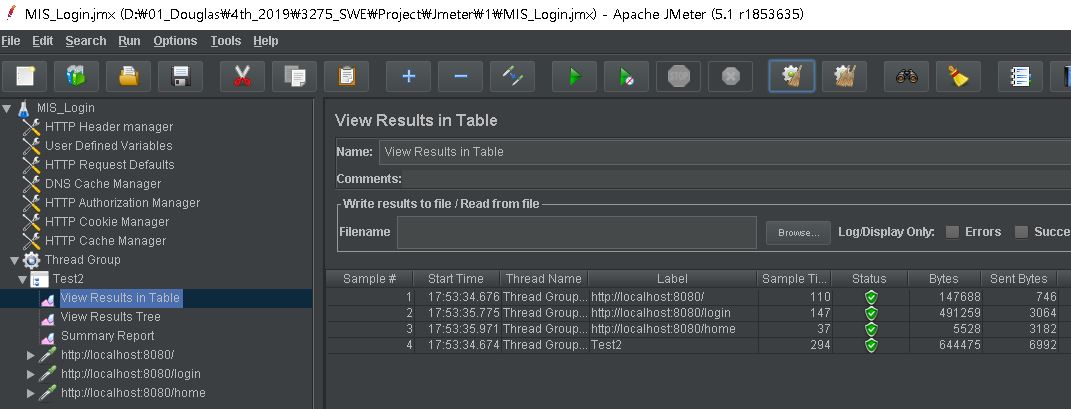 MIS_Login.jmx (D:₩01_Douglas₩4th_2019₩3275_SWE₩Project₩Jmeter₩1₩MIS_Login.jmx) - Apache JMeter (5.1 r1853635)
File Edit Search Run Options Tools Help
STOP
MIS_Login
HTTP Header manager
User Defined Variables
HTTP Request Defaults
DNS Cache Manager
HTTP Authorization Manager
HTTP Cookie Manager
HTTP Cache Manager
Thread Group
Test2
View Results in Table
View Results Tree
Summary Report
http://localhost:8080/
http://localhost:8080/login
http://localhost:8080/home
View Results in Table
Name: View Results in Table
Comments:
Write results to file / Read from file
Filename Browse... Log/Display Only: Errors Succe
Sample # Start Time Thread Name Label Sample Ti... Status Bytes Sent Bytes
1 17:53:34.676 Thread Group... http://localhost:8080/ 110 147688 746
2 17:53:35.775 Thread Group... http://localhost:8080/login 147 491259 3064
3 17:53:35.971 Thread Group... http://localhost:8080/home 37 5528 3182
4 17:53:34.674 Thread Group... Test2 294 644475 6992